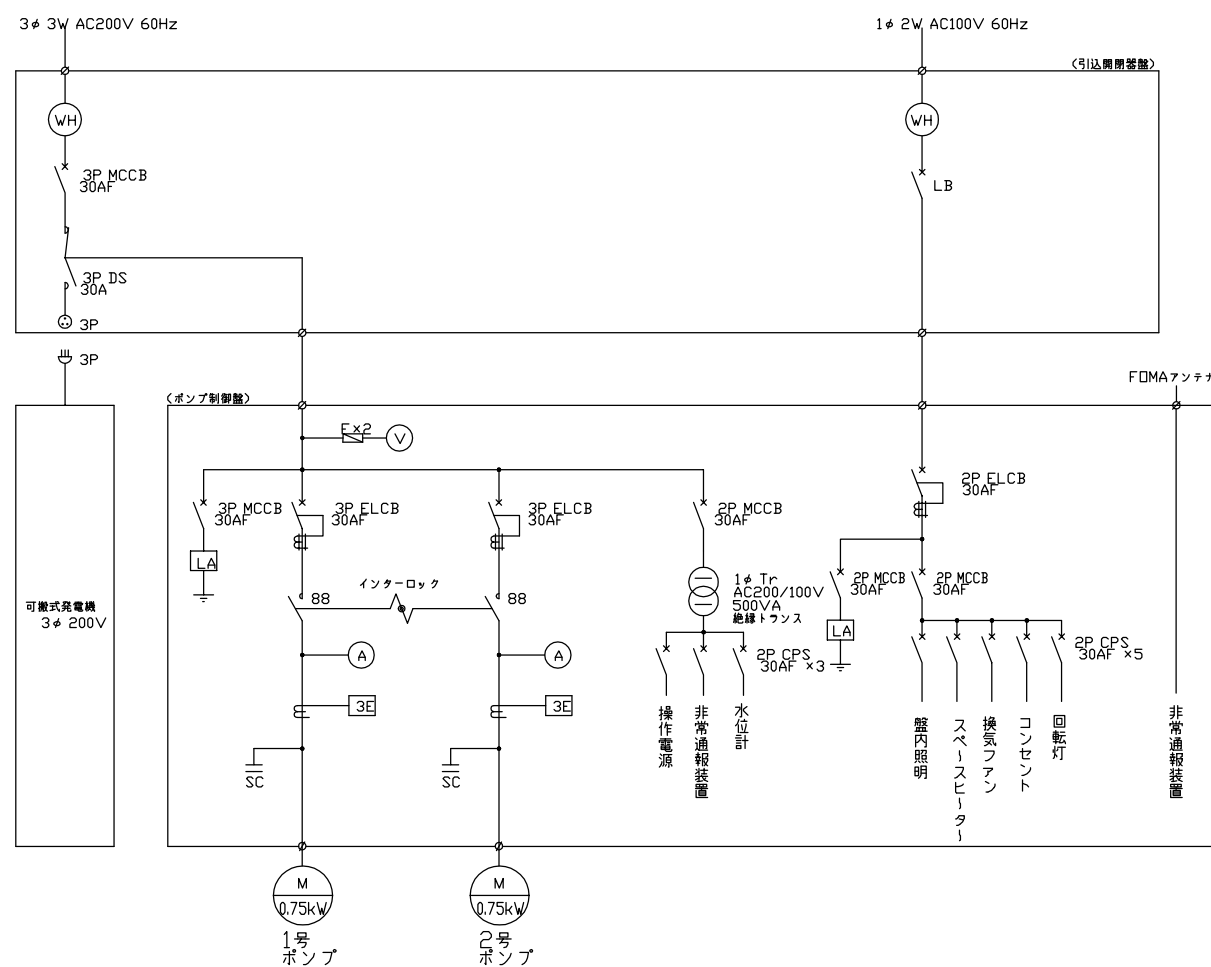 3φ 3W AC200V 60Hz
1φ 2W AC100V 60Hz
(引込開閉器盤)
WH
WH
3P MCCB
30AF
LB
3P DS
30A
3P
3P
FOMAアンテナ
(ポンプ制御盤)
F×2
V
3P MCCB
30AF
3P ELCB
30AF
3P ELCB
30AF
2P MCCB
30AF
2P ELCB
30AF
LA
1φ Tr
AC200/100V
500VA
絶縁トランス
2P MCCB
30AF
2P MCCB
30AF
インターロック
88
88
可搬式発電機
3φ 200V
LA
A
A
2P CPS
30AF ×3
2P CPS
30AF ×5
3E
3E
操作電源
非常通報装置
水位計
盤内照明
スペースヒーター
換気ファン
コンセント
回転灯
非常通報装置
SC
SC
M
0.75kW
M
0.75kW
1号
ポンプ
2号
ポンプ